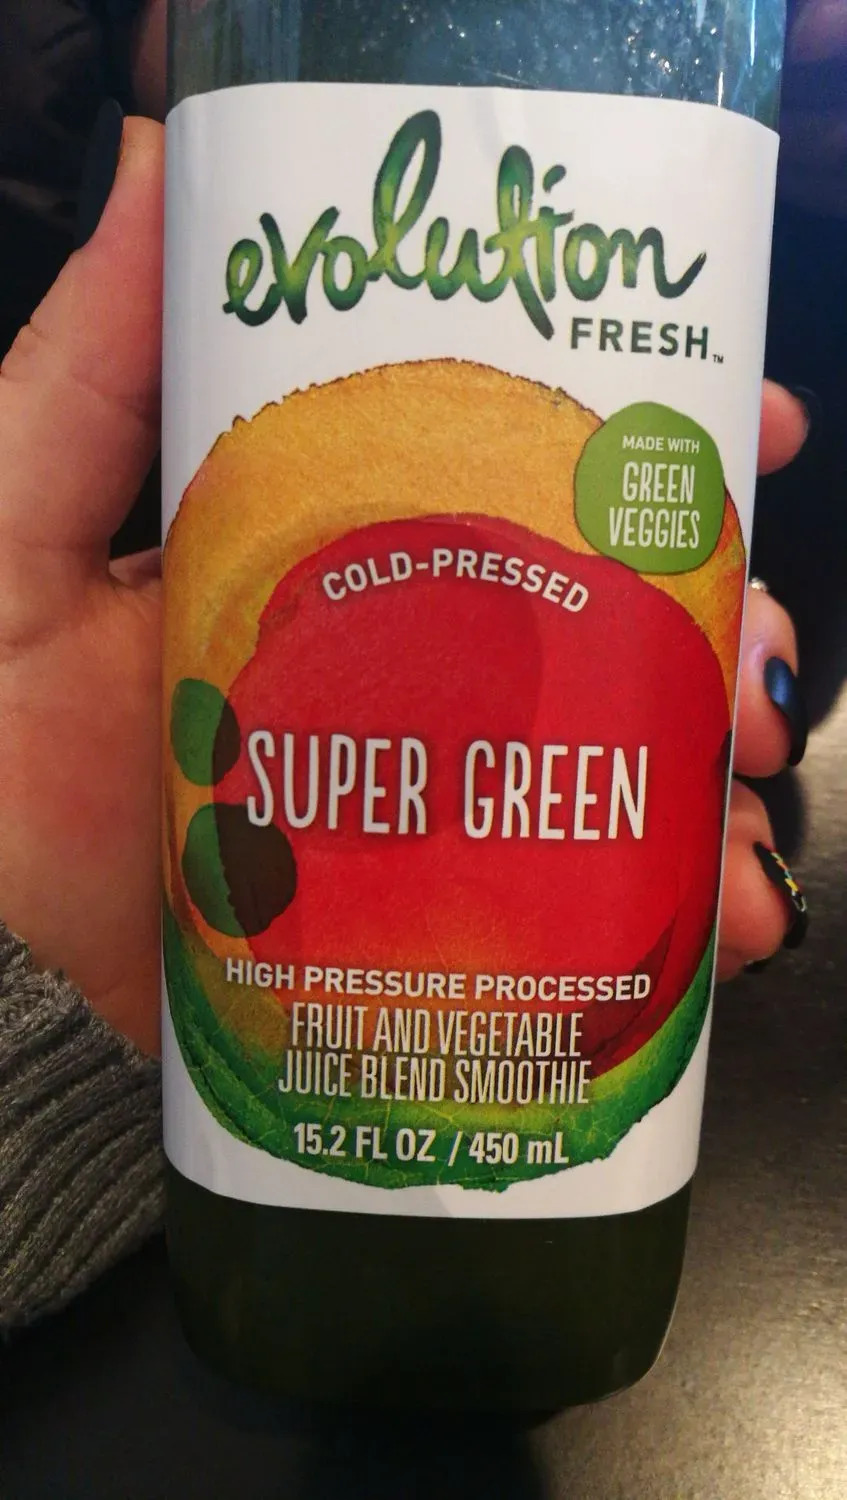 evolution
FRESH™
MADE WITH
GREEN
VEGGIES
COLD-PRESSED
SUPER GREEN
HIGH PRESSURE PROCESSED
FRUIT AND VEGETABLE
JUICE BLEND SMOOTHIE
15.2 FL OZ / 450 mL